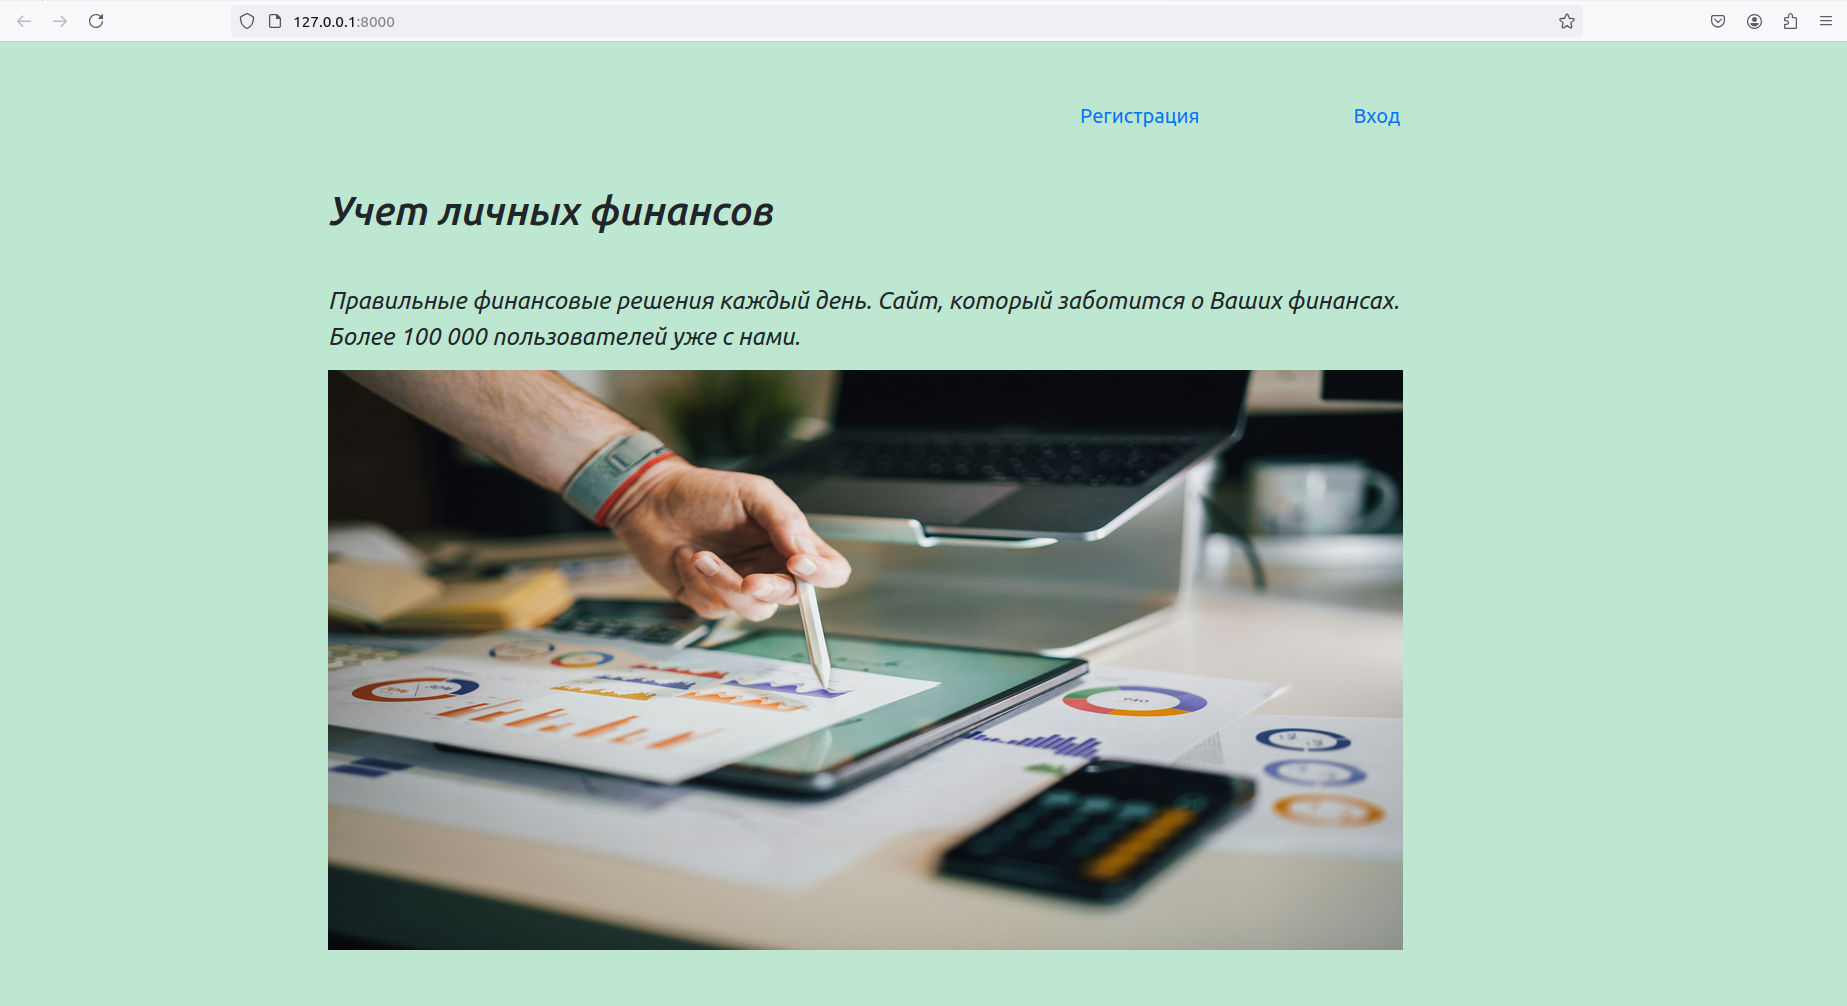 127.0.0.1:8000
Регистрация Вход
Учет личных финансов
Правильные финансовые решения каждый день. Сайт, который заботится о Ваших финансах.
Более 100 000 пользователей уже с нами.